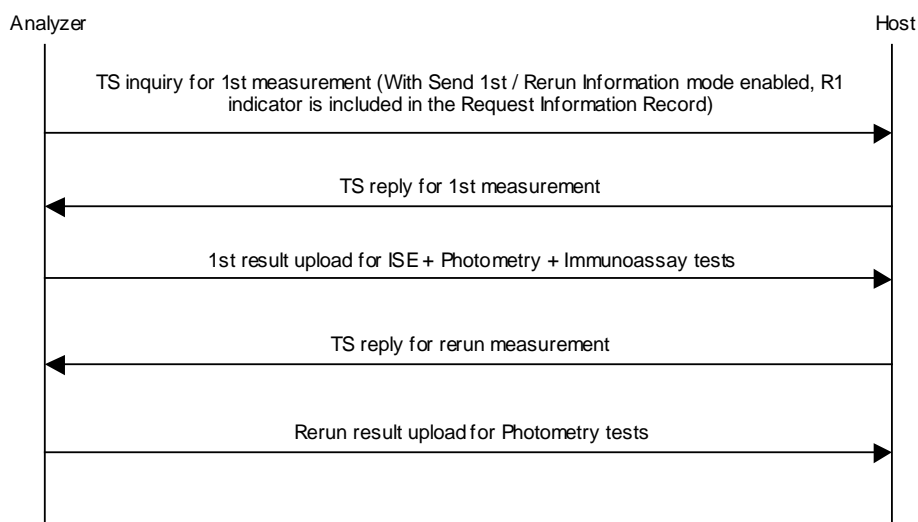 Analyzer
Host
TS inquiry for 1st measurement (With Send 1st / Rerun Information mode enabled, R1
indicator is included in the Request Information Record)
TS reply for 1st measurement
1st result upload for ISE + Photometry + Immunoassay tests
TS reply for rerun measurement
Rerun result upload for Photometry tests